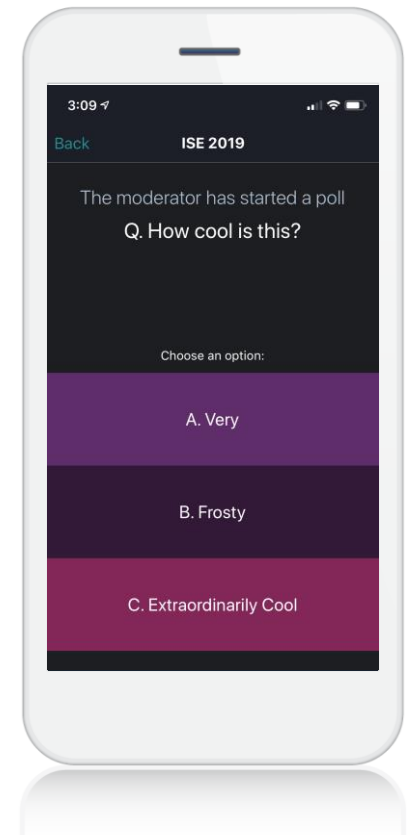 3:09
Back
ISE 2019
The moderator has started a poll
Q. How cool is this?
Choose an option:
A. Very
B. Frosty
C. Extraordinarily Cool